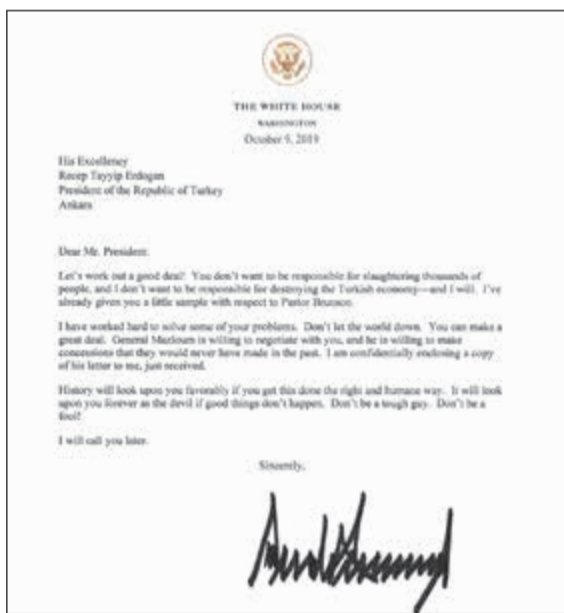 THE WHITE HOUSE
WASHINGTON
October 9, 2019
His Excellency
Recep Tayyip Erdogan
President of the Republic of Turkey
Ankara
Dear Mr. President:
Let's work out a good deal! You don't want to be responsible for slaughtering thousands of
people, and I don't want to be responsible for destroying the Turkish economy—and I will. I've
already given you a little sample with respect to Pastor Brunson.
I have worked hard to solve some of your problems. Don't let the world down. You can make a
great deal. General Mazloum is willing to negotiate with you, and he is willing to make
concessions that they would never have made in the past. I am confidentially enclosing a copy
of his letter to me, just received.
History will look upon you favorably if you get this done the right and humane way. It will look
upon you forever as the devil if good things don't happen. Don't be a tough guy. Don't be a
fool!
I will call you later.
Sincerely,